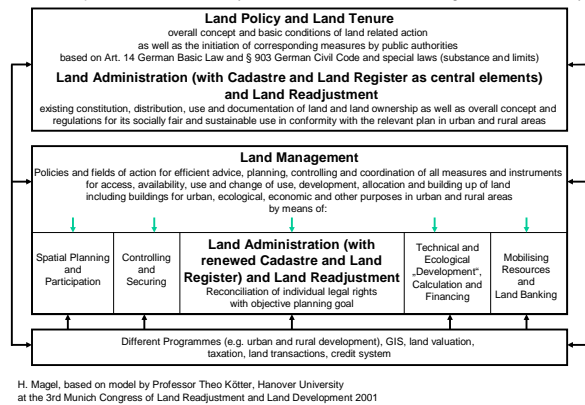 Land Policy and Land Tenure
overall concept and basic conditions of land related action
as well as the initiation of corresponding measures by public authorities
based on Art. 14 German Basic Law and § 903 German Civil Code and special laws (substance and limits)
Land Administration (with Cadastre and Land Register as central elements)
and Land Readjustment
existing constitution, distribution, use and documentation of land and land ownership as well as overall concept and
regulations for its socially fair and sustainable use in conformity with the relevant plan in urban and rural areas
Land Management
Policies and fields of action for efficient advice, planning, controlling and coordination of all measures and instruments
for access, availability, use and change of use, development, allocation and building up of land
including buildings for urban, ecological, economic and other purposes in urban and rural areas
by means of:
Spatial Planning
and
Participation
Controlling
and
Securing
Land Administration (with
renewed Cadastre and Land
Register) and Land Readjustment
Reconciliation of individual legal rights
with objective planning goal
Technical and
Ecological
„Development“,
Calculation and
Financing
Mobilising
Resources
and
Land Banking
Different Programmes (e.g. urban and rural development), GIS, land valuation,
taxation, land transactions, credit system
H. Magel, based on model by Professor Theo Kötter, Hanover University
at the 3rd Munich Congress of Land Readjustment and Land Development 2001